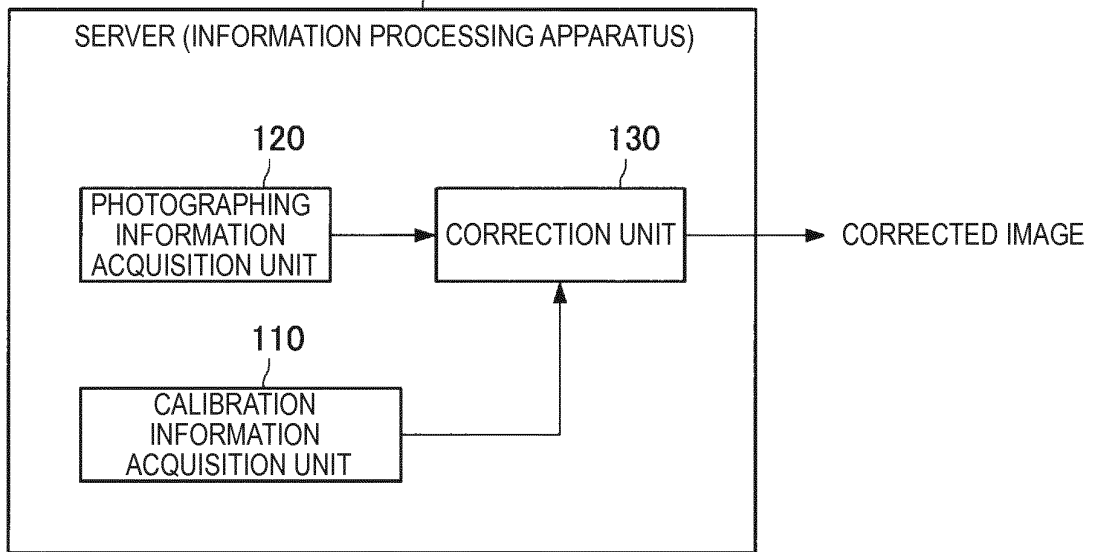 SERVER (INFORMATION PROCESSING APPARATUS)
120
130
PHOTOGRAPHING
INFORMATION
ACQUISITION UNIT
CORRECTION UNIT
CORRECTED IMAGE
110
CALIBRATION
INFORMATION
ACQUISITION UNIT